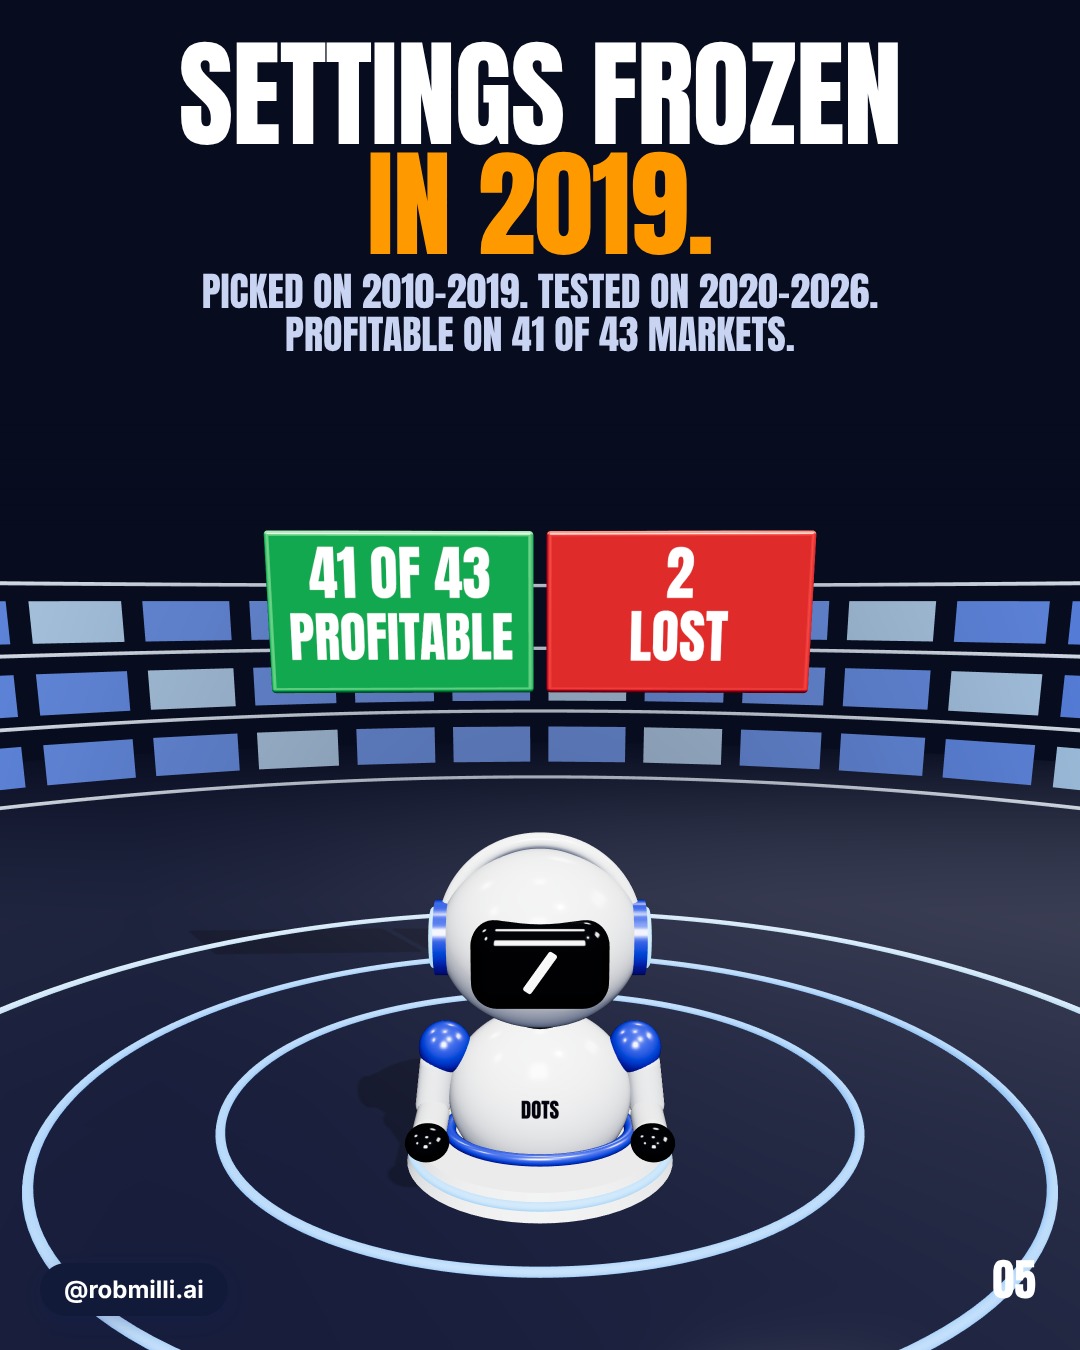 SETTINGS FROZEN
IN 2019.
PICKED ON 2010-2019. TESTED ON 2020-2026.
PROFITABLE ON 41 OF 43 MARKETS.
41 OF 43
PROFITABLE
2
LOST
DOTS
@robmilli.ai
05